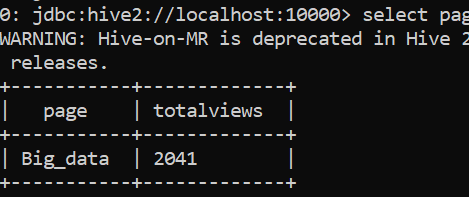 0: jdbc:hive2://localhost:10000> select pag
WARNING: Hive-on-MR is deprecated in Hive 2
 releases.
+-----------+-------------+
|   page    | totalviews  |
+-----------+-------------+
| Big_data  | 2041        |
+-----------+-------------+